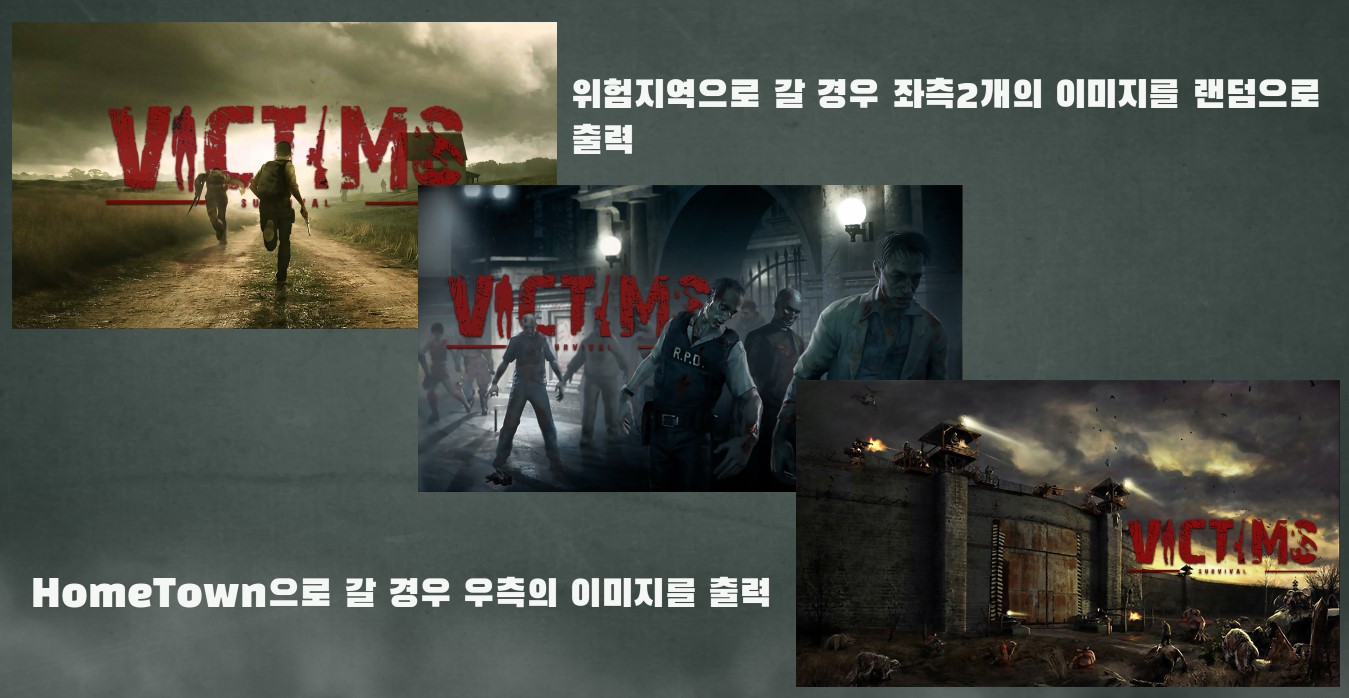 VICTIMS
SURVIVAL
위험지역으로 갈 경우 좌측2개의 이미지를 랜덤으로
출력
VICTIMS
SURVIVAL
R.P.D.
VICTIMS
SURVIVAL
HomeTown으로 갈 경우 우측의 이미지를 출력